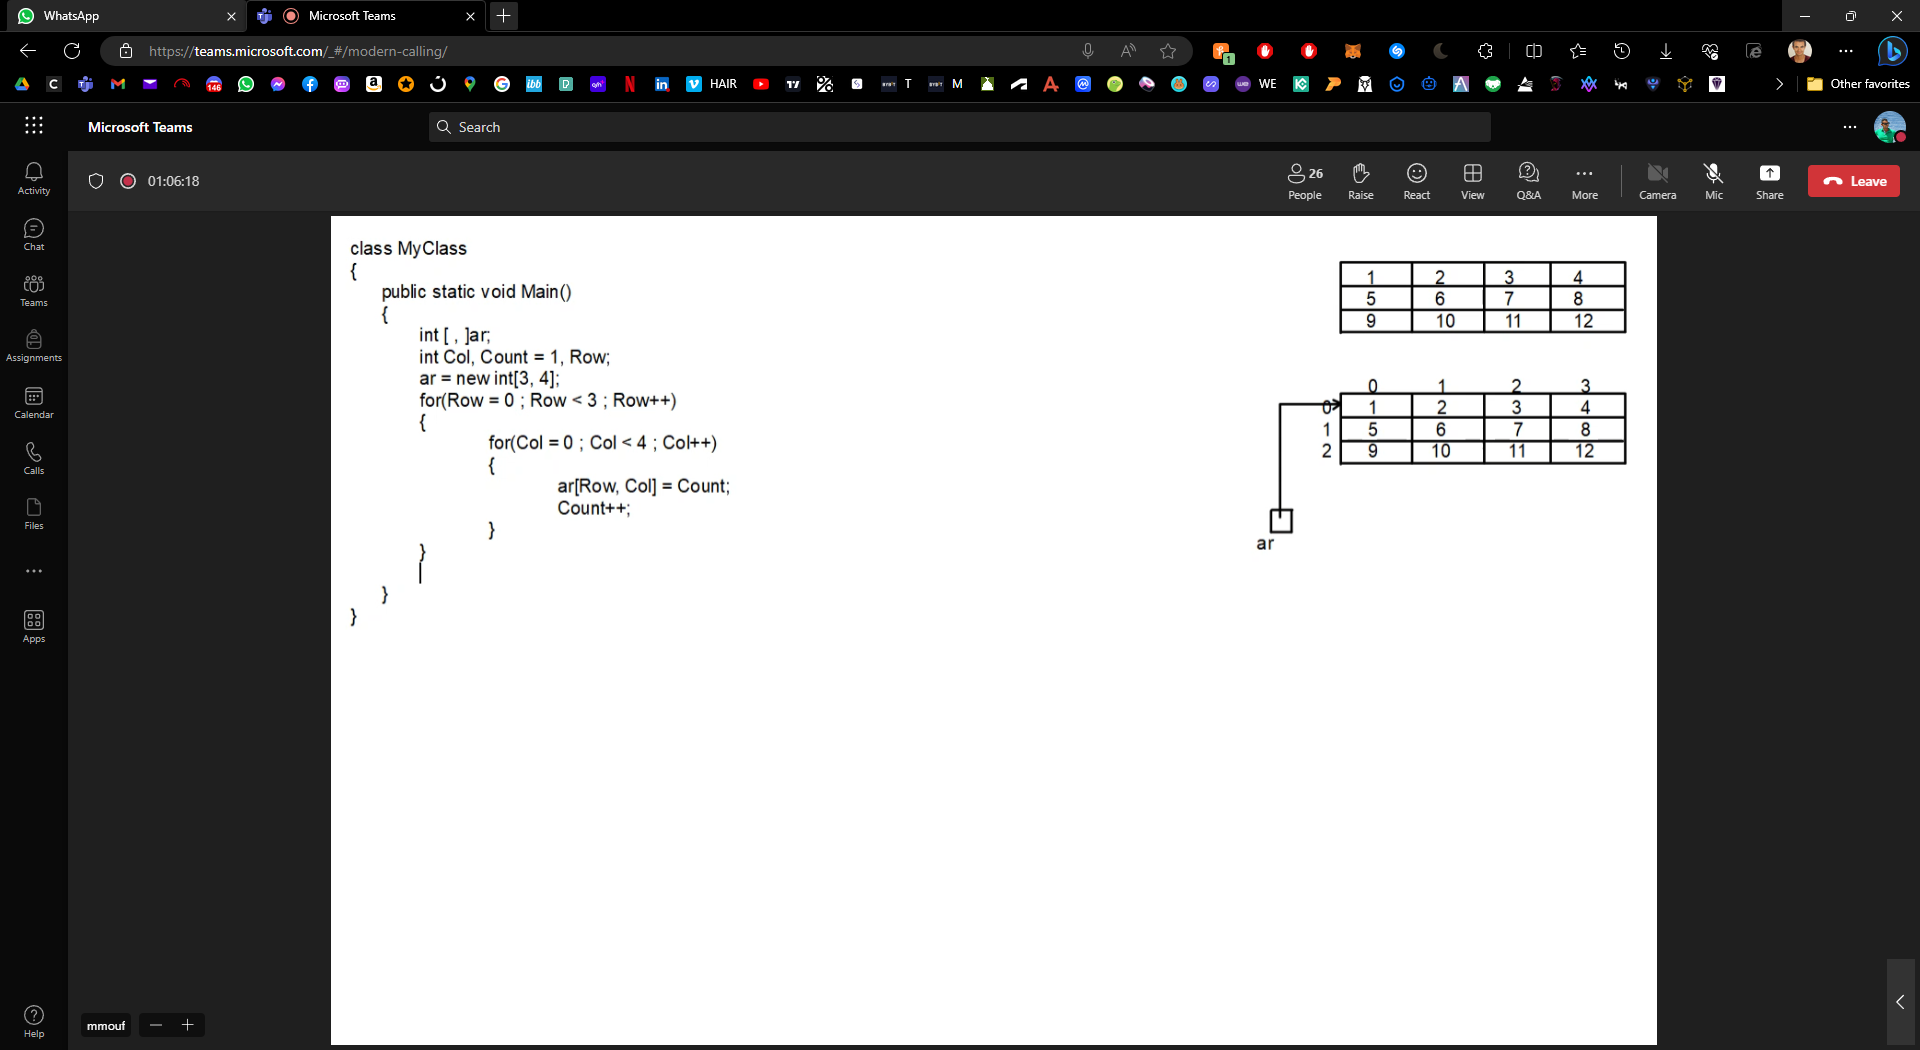 WhatsApp
Microsoft Teams
https://teams.microsoft.com/_#/modern-calling/
1
146
ibb
HAIR
T
M
WE
Other favorites
Microsoft Teams
Search
Activity
Chat
Teams
Assignments
Calendar
Calls
Files
Apps
Help
01:06:18
26
People
Raise
React
View
Q&A
More
Camera
Mic
Share
Leave
class MyClass
{
public static void Main()
{
int [ , ]ar;
int Col, Count = 1, Row;
ar = new int[3, 4];
for(Row = 0 ; Row < 3 ; Row++)
{
for(Col = 0 ; Col < 4 ; Col++)
{
ar[Row, Col] = Count;
Count++;
}
}
}
}
1 2 3 4
5 6 7 8
9 10 11 12
0 1 2 3
0 1 2 3 4
1 5 6 7 8
2 9 10 11 12
ar
mmouf